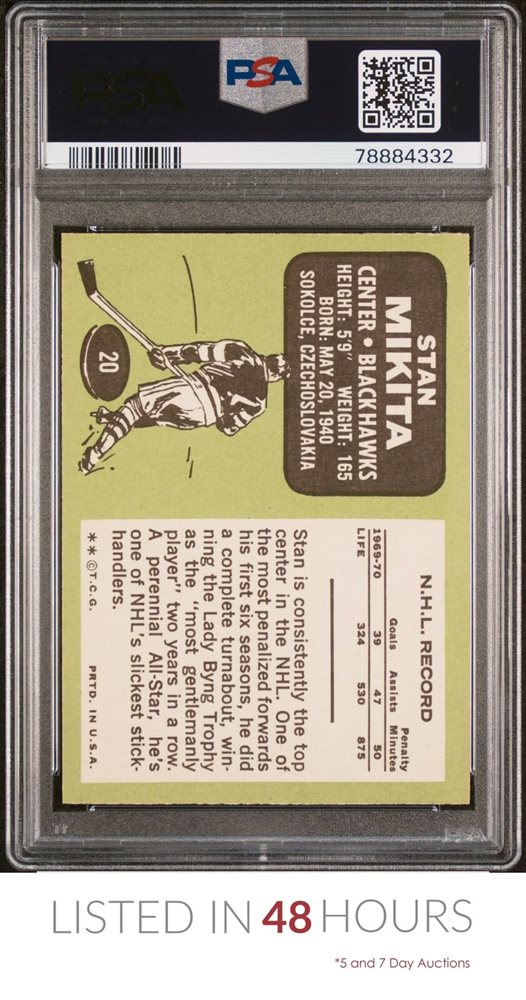 PSA
PSA
78884332
STAN
MIKITA
CENTER • BLACK HAWKS
HEIGHT: 5'9" WEIGHT: 165
BORN: MAY 20, 1940
SOKOLCE, CZECHOSLOVAKIA
20
N.H.L. RECORD
Goals Assists Penalty Minutes
1969-70 39 47 50
LIFE 324 530 875
Stan is consistently the top
center in the NHL. One of
the most penalized forwards
his first six seasons, he did
a complete turnabout, win-
ning the Lady Byng Trophy
as the "most gentlemanly
player" two years in a row.
A perennial All-Star, he's
one of NHL's slickest stick-
handlers.
* * ©T.C.G. PRTD. IN U.S.A.
PSA
LISTED IN 48 HOURS
*5 and 7 Day Auctions